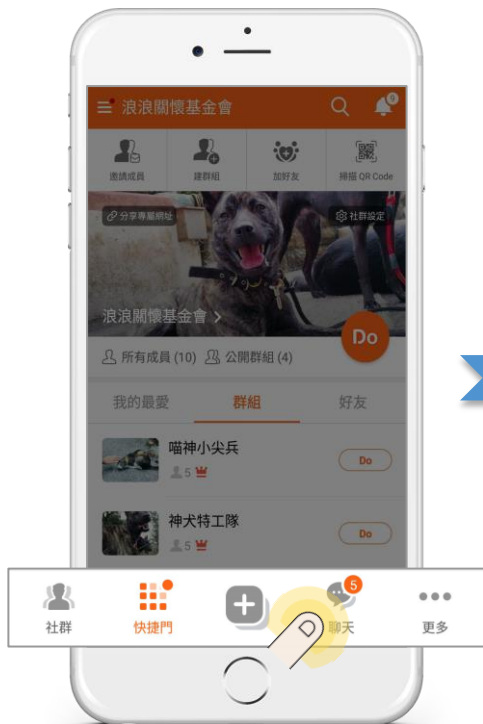 浪浪關懷基金會
9
邀請成員 建群組 加好友 掃描 QR Code
分享專屬網址 社群設定
浪浪關懷基金會 >
Do
所有成員 (10) 公開群組 (4)
我的最愛 群組 好友
喵神小尖兵
5
Do
神犬特工隊
5
Do
5
社群 快捷門 聊天 更多